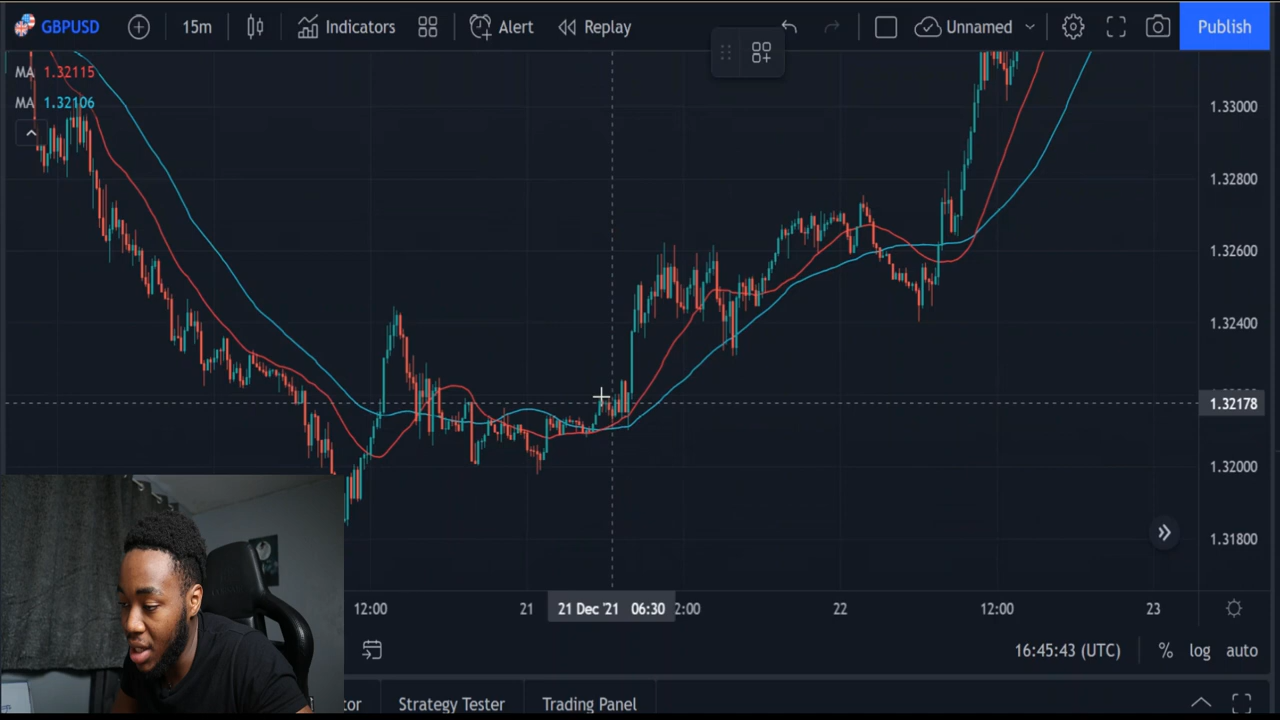 GBPUSD 15m Indicators Alert Replay Unnamed Publish
MA 1.32115
MA 1.32106
1.33000
1.32800
1.32600
1.32400
1.32178
1.32000
1.31800
12:00 21 21 Dec '21 06:30 2:00 22 12:00 23
16:45:43 (UTC) % log auto
tor Strategy Tester Trading Panel